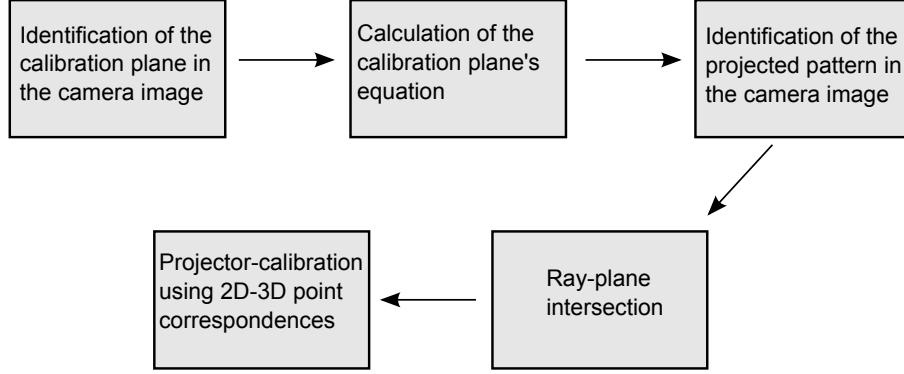 Identification of the
calibration plane in
the camera image
Calculation of the
calibration plane's
equation
Identification of the
projected pattern in
the camera image
Ray-plane
intersection
Projector-calibration
using 2D-3D point
correspondences